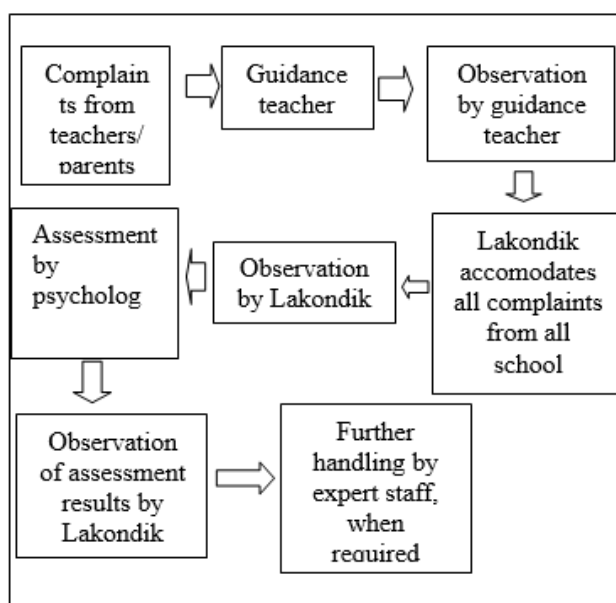 Complain
ts from
teachers/
parents
Guidance
teacher
Observation
by guidance
teacher
Lakondik
accomodates
all complaints
from all
school
Observation
by Lakondik
Assessment
by
psycholog
Observation
of assessment
results by
Lakondik
Further
handling by
expert staff,
when
required